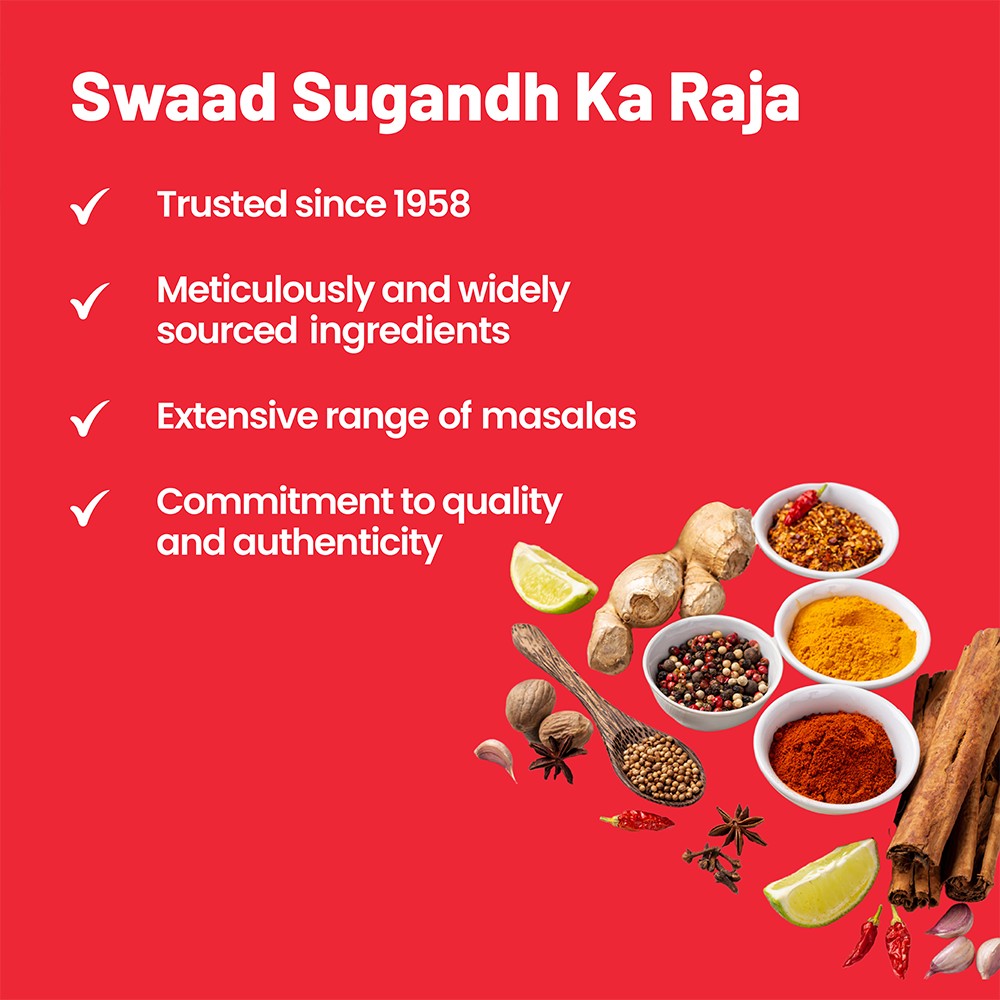 Swaad Sugandh Ka Raja
Trusted since 1958
Meticulously and widely
sourced ingredients
Extensive range of masalas
Commitment to quality
and authenticity